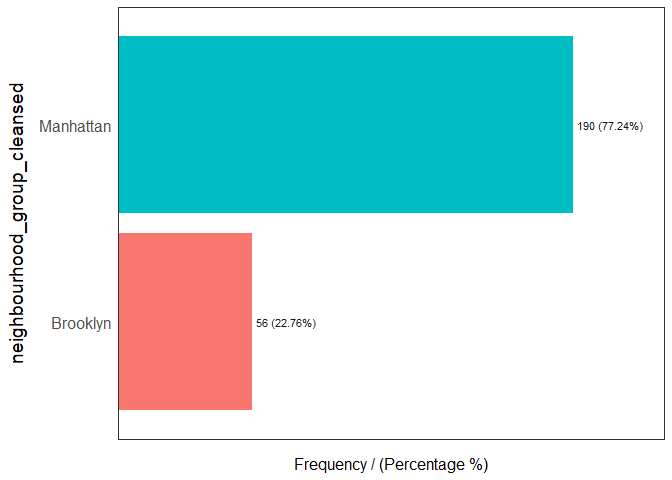 neighbourhood_group_cleansed
Manhattan
190 (77.24%)
Brooklyn
56 (22.76%)
Frequency / (Percentage %)